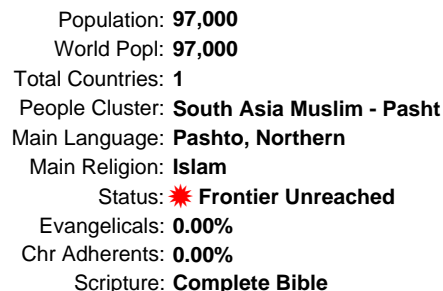 Population: 97,000
World Popl: 97,000
Total Countries: 1
People Cluster: South Asia Muslim - Pasht
Main Language: Pashto, Northern
Main Religion: Islam
Status: Frontier Unreached
Evangelicals: 0.00%
Chr Adherents: 0.00%
Scripture: Complete Bible